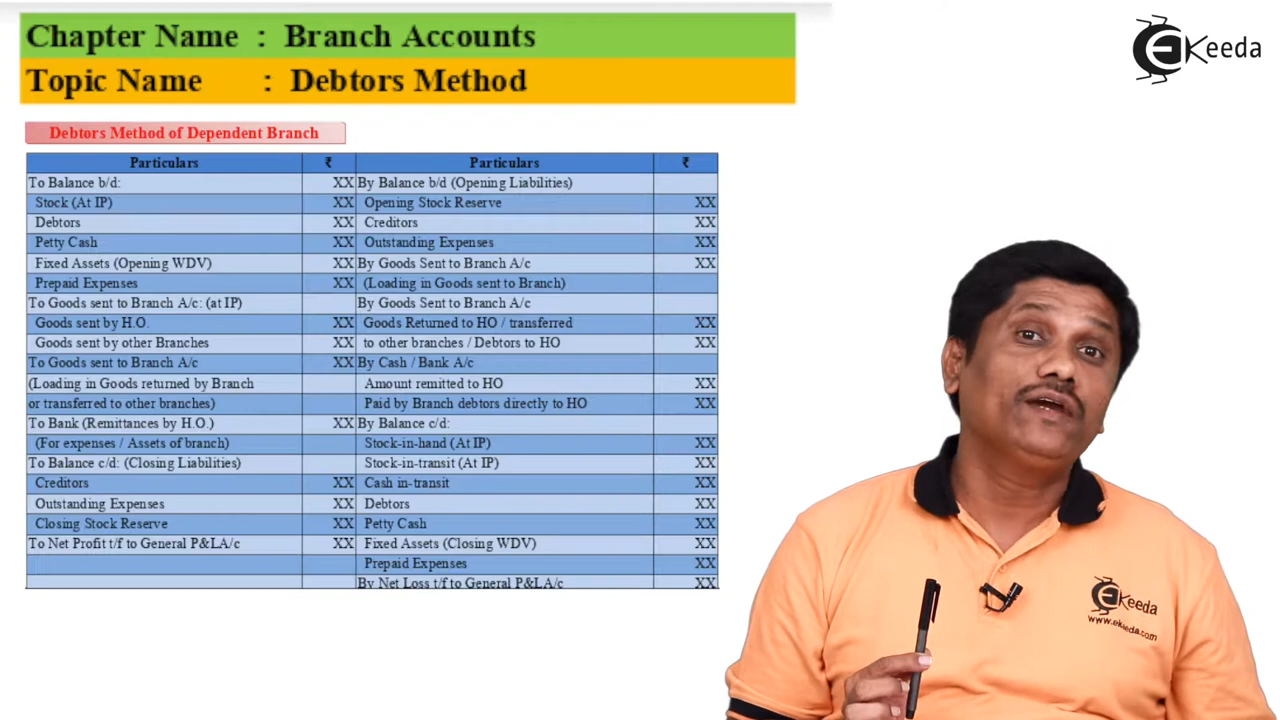 Chapter Name : Branch Accounts
Topic Name : Debtors Method
EKeeda
Debtors Method of Dependent Branch
Particulars ₹ Particulars ₹
To Balance b/d: XX By Balance b/d (Opening Liabilities)
Stock (At IP) XX Opening Stock Reserve XX
Debtors XX Creditors XX
Petty Cash XX Outstanding Expenses XX
Fixed Assets (Opening WDV) XX By Goods Sent to Branch A/c XX
Prepaid Expenses XX (Loading in Goods sent to Branch)
To Goods sent to Branch A/c: (at IP) By Goods Sent to Branch A/c
Goods sent by H.O. XX Goods Returned to HO / transferred XX
Goods sent by other Branches XX to other branches / Debtors to HO XX
To Goods sent to Branch A/c XX By Cash / Bank A/c
(Loading in Goods returned by Branch Amount remitted to HO XX
or transferred to other branches) Paid by Branch debtors directly to HO XX
To Bank (Remittances by H.O.) XX By Balance c/d:
(For expenses / Assets of branch) Stock-in-hand (At IP) XX
To Balance c/d: (Closing Liabilities) Stock-in-transit (At IP) XX
Creditors XX Cash in-transit XX
Outstanding Expenses XX Debtors XX
Closing Stock Reserve XX Petty Cash XX
To Net Profit t/f to General P&LA/c XX Fixed Assets (Closing WDV) XX
Prepaid Expenses XX
By Net Loss t/f to General P&LA/c XX
EKeeda
www.ekeeda.com